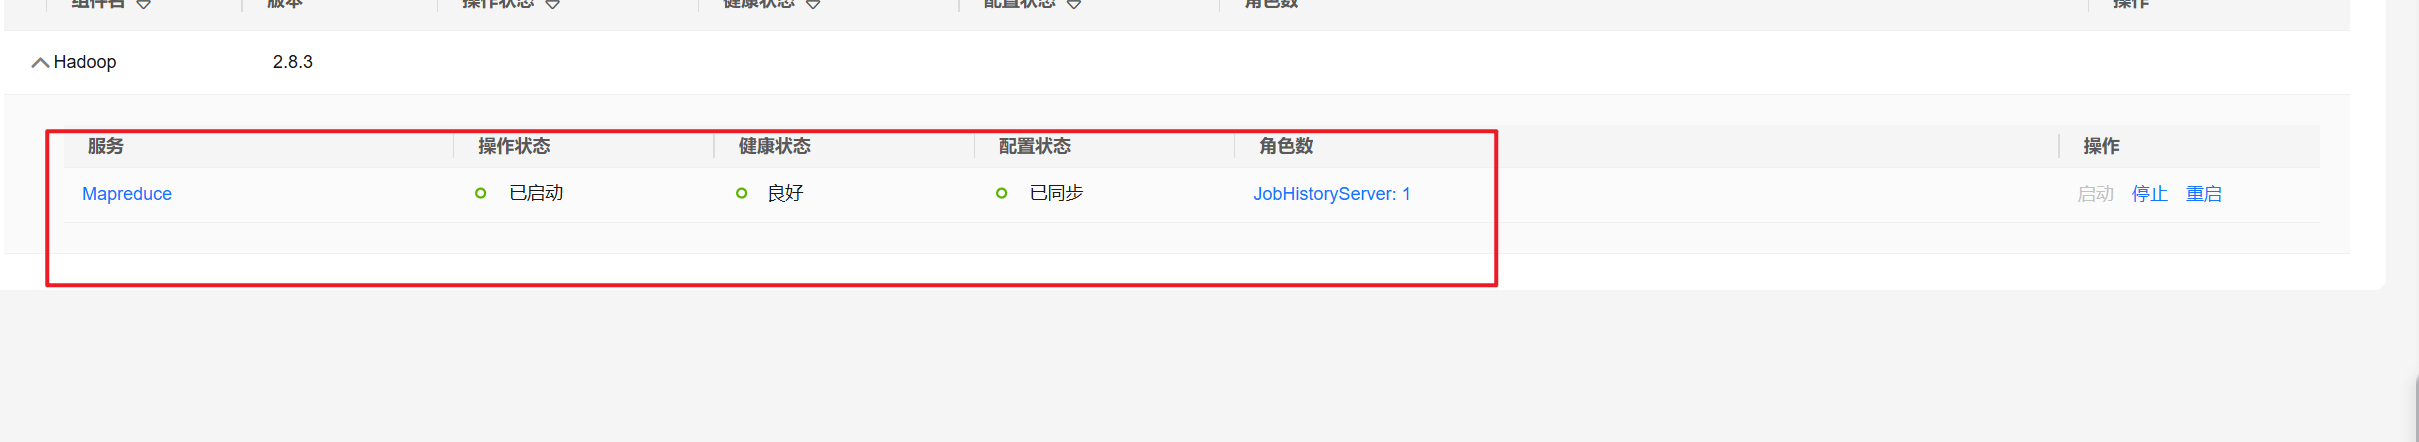 组件名 版本 操作状态 健康状态 配置状态 角色数 操作
Hadoop 2.8.3
服务 操作状态 健康状态 配置状态 角色数 操作
Mapreduce 已启动 良好 已同步 JobHistoryServer: 1 启动 停止 重启